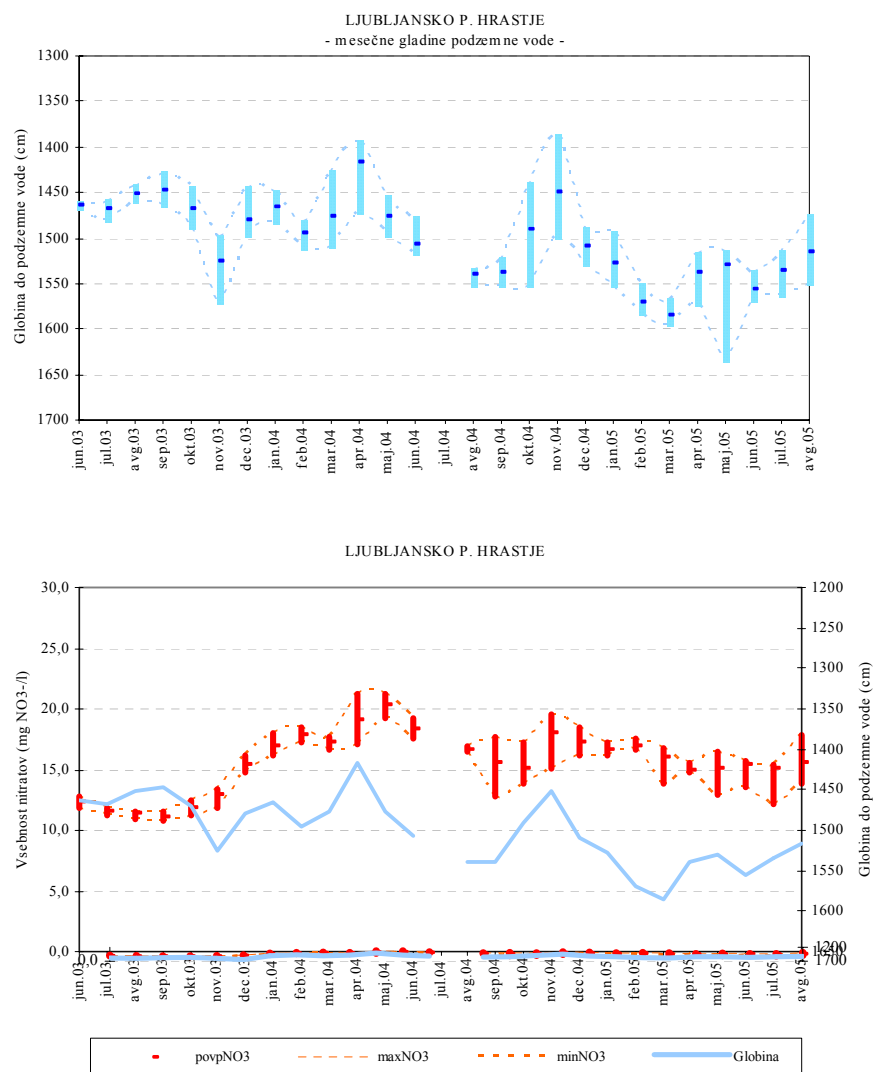 LJUBLJANSKO P. HRASTJE
- mesečne gladine podzemne vode -
Globina do podzemne vode (cm)
1300
1350
1400
1450
1500
1550
1600
1650
1700
jun.03
jul.03
avg.03
sep.03
okt.03
nov.03
dec.03
jan.04
feb.04
mar.04
apr.04
maj.04
jun.04
jul.04
avg.04
sep.04
okt.04
nov.04
dec.04
jan.05
feb.05
mar.05
apr.05
maj.05
jun.05
jul.05
avg.05
LJUBLJANSKO P. HRASTJE
Vsebnost nitratov (mg NO3-/l)
30,0
25,0
20,0
15,0
10,0
5,0
0,0
0,0
1200
1250
1300
1350
1400
1450
1500
1550
1600
1650
1200
1700
Globina do podzemne vode (cm)
jun.03
jul.03
avg.03
sep.03
okt.03
nov.03
dec.03
jan.04
feb.04
mar.04
apr.04
maj.04
jun.04
jul.04
avg.04
sep.04
okt.04
nov.04
dec.04
jan.05
feb.05
mar.05
apr.05
maj.05
jun.05
jul.05
avg.05
povpNO3 maxNO3 minNO3 Globina